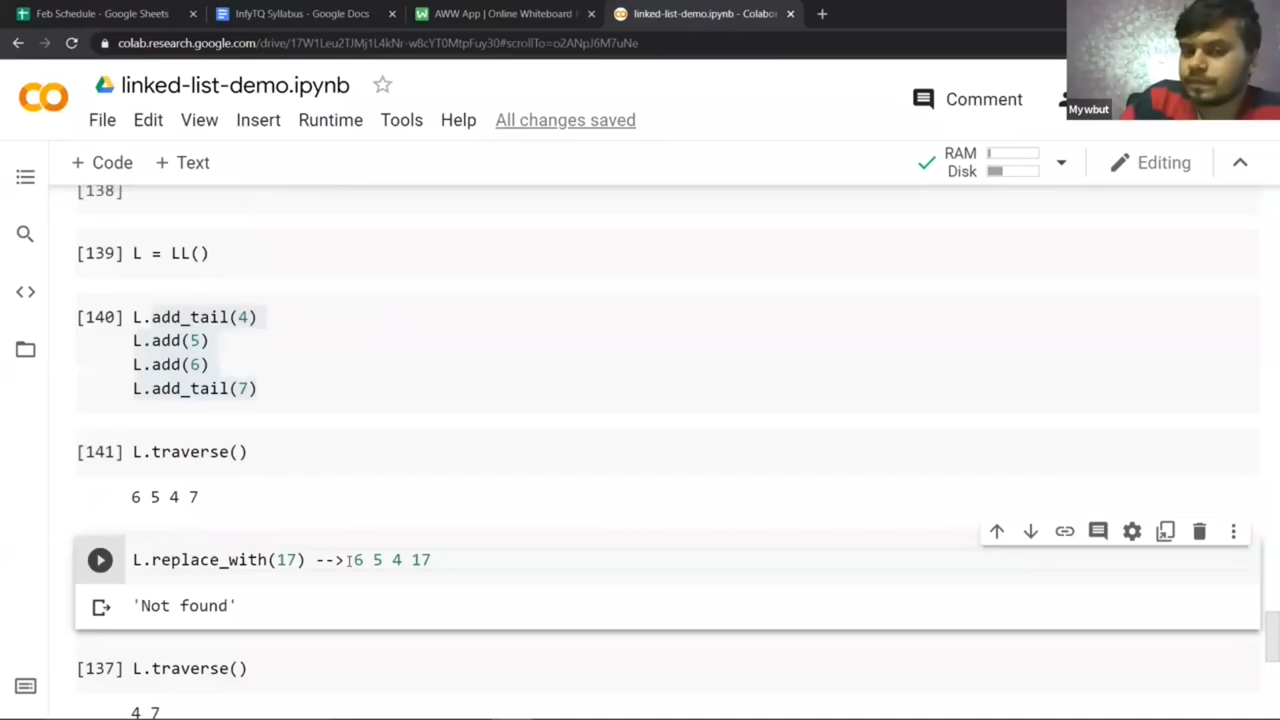 Feb Schedule - Google Sheets
InfyTQ Syllabus - Google Docs
AWW App | Online Whiteboard
linked-list-demo.ipynb - Colabor
colab.research.google.com/drive/17W1Leu2TJMj1L4kNr-w8cYT0MtpFuy30#scrollTo=o2ANpJ6M7uNe
linked-list-demo.ipynb
Comment
Mywbut
File Edit View Insert Runtime Tools Help All changes saved
+ Code + Text
RAM
Disk
Editing
[138]
[139] L = LL()
[140] L.add_tail(4)
L.add(5)
L.add(6)
L.add_tail(7)
[141] L.traverse()
6 5 4 7
L.replace_with(17) -->6 5 4 17
'Not found'
[137] L.traverse()
4 7